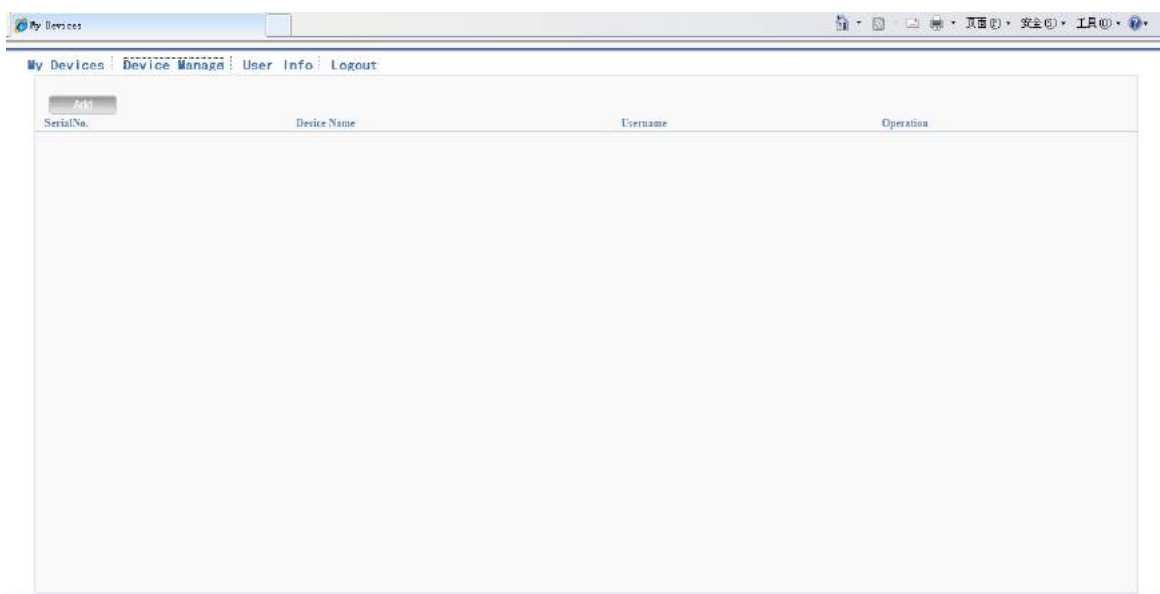 My Devices
页面(P) 安全(S) 工具(O)
My Devices Device Manage User Info Logout
Add
SerialNo. Device Name Username Operation